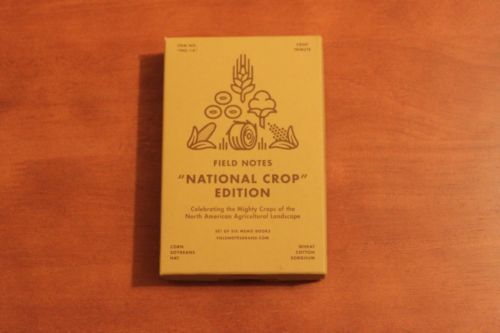 FIELD NOTES
"NATIONAL CROP"
EDITION
Celebrating the Mighty Crops of the
North American Agricultural Landscape
SET OF SIX MEMO BOOKS
FIELDNOTESBRAND.COM
CORN
SOYBEANS
HAY
WHEAT
COTTON
SORGHUM